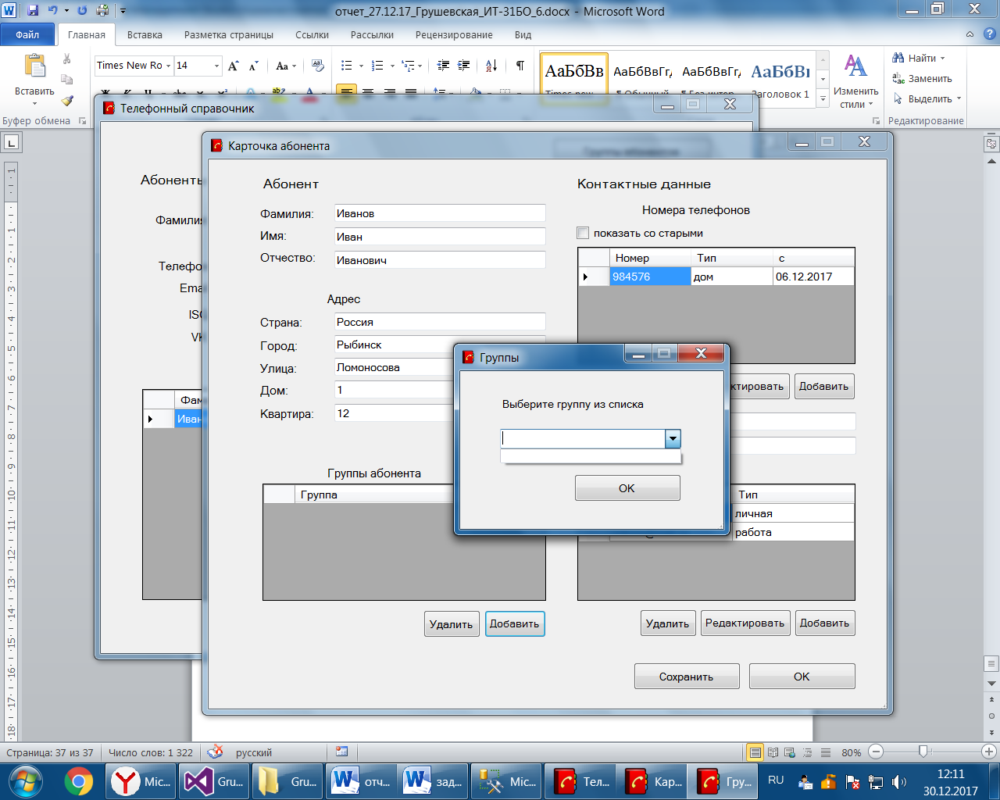 отчет_27.12.17_Грушевская_ИТ-31БО_6.docx - Microsoft Word
Файл Главная Вставка Разметка страницы Ссылки Рассылки Рецензирование Вид
Вставить
Буфер обмена
Times New Ro 14 Aa
АаБбВв АаБбВвГг, АаБбВвГг, АаБбВı
Заголовок 1
Изменить стили
Найти
Заменить
Выделить
Редактирование
Телефонный справочник
Карточка абонента
Абоненты
Фамилия
Телефо
Ema
Фам
Иван
Абонент
Фамилия: Иванов
Имя: Иван
Отчество: Иванович
Адрес
Страна: Россия
Город: Рыбинск
Улица: Ломоносова
Дом: 1
Квартира: 12
Группы абонента
Группа
Удалить Добавить
Контактные данные
Номера телефонов
показать со старыми
Номер Тип с
984576 дом 06.12.2017
ктировать Добавить
Тип
личная
работа
Удалить Редактировать Добавить
Сохранить ОК
Группы
Выберите группу из списка
ОК
Страница: 37 из 37 Число слов: 1 322 русский 80%
Mic... Gru... Gru... отч... зад... Mic... Тел... Кар... Гру... RU 12:11
30.12.2017